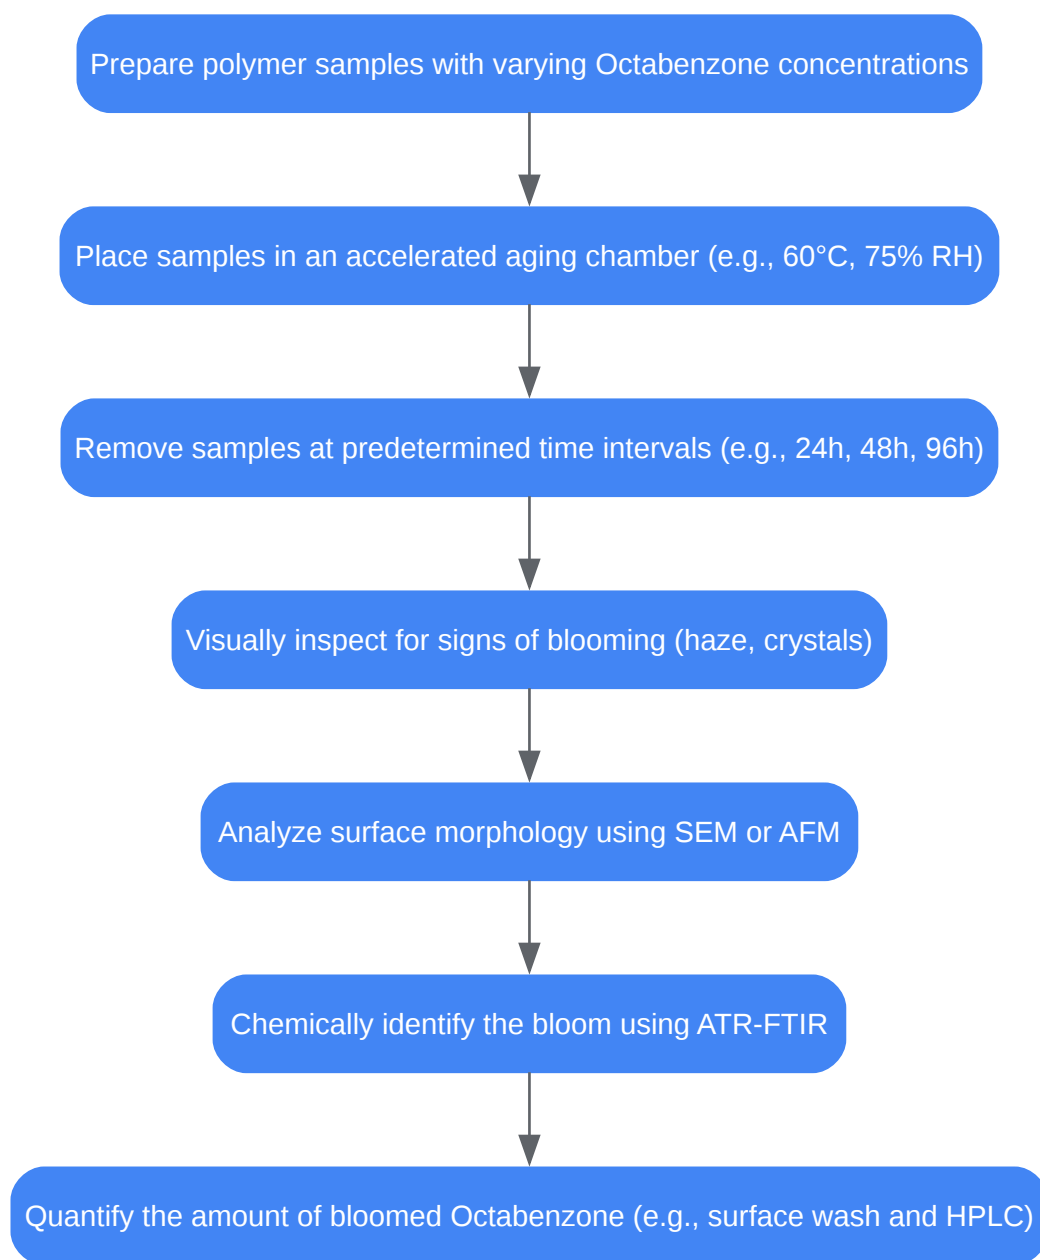 Prepare polymer samples with varying Octabenzone concentrations
Place samples in an accelerated aging chamber (e.g., 60°C, 75% RH)
Remove samples at predetermined time intervals (e.g., 24h, 48h, 96h)
Visually inspect for signs of blooming (haze, crystals)
Analyze surface morphology using SEM or AFM
Chemically identify the bloom using ATR-FTIR
Quantify the amount of bloomed Octabenzone (e.g., surface wash and HPLC)